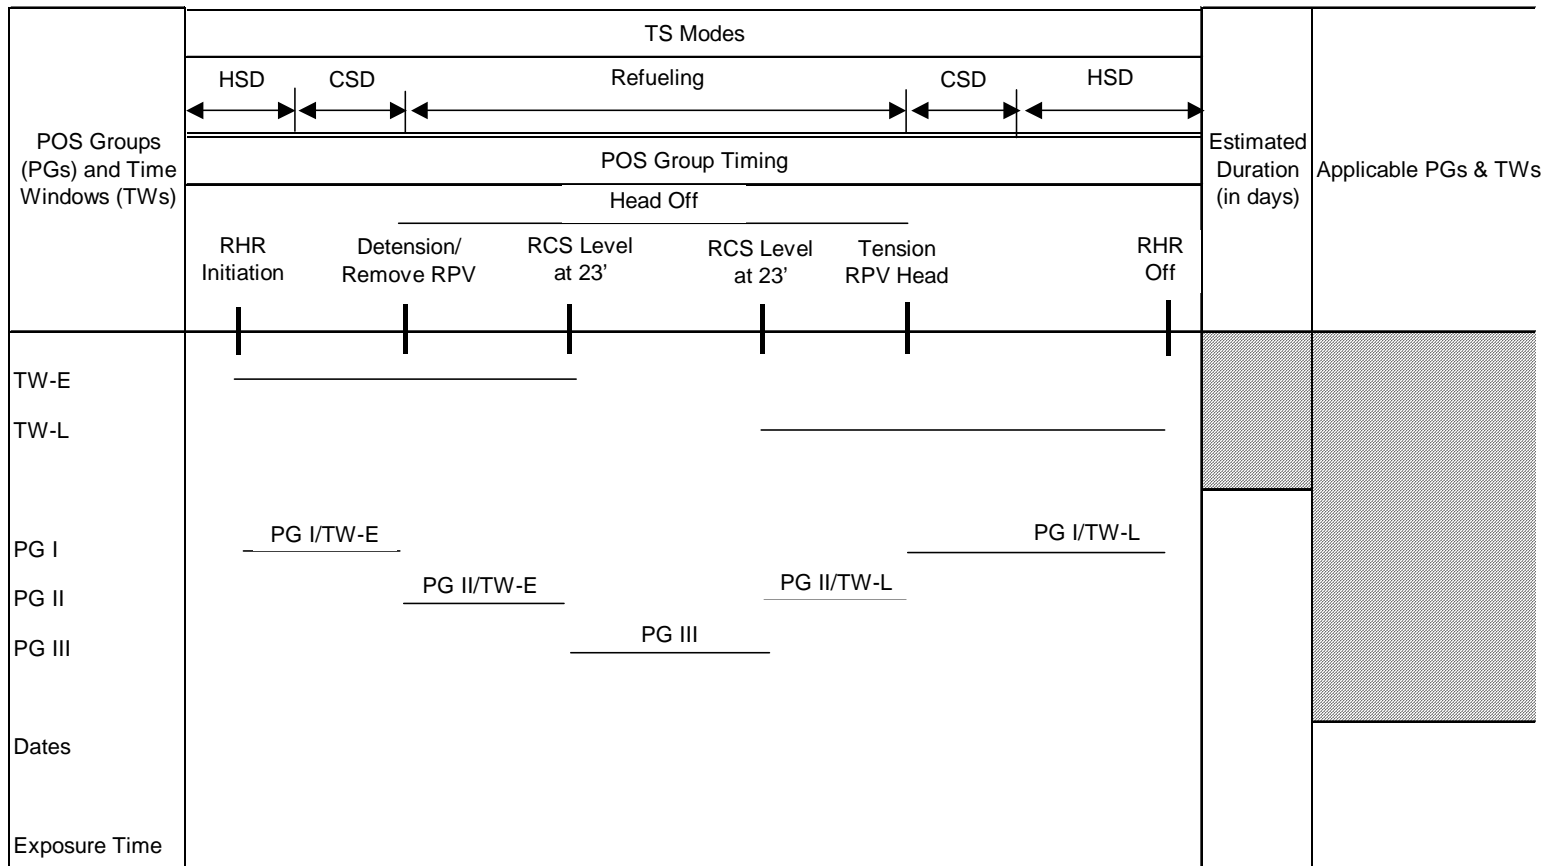 TS Modes
HSD CSD Refueling CSD HSD
POS Groups
(PGs) and Time
Windows (TWs)
Estimated
Duration
(in days)
Applicable PGs & TWs
POS Group Timing
Head Off
RHR
Initiation
Detension/
Remove RPV
RCS Level
at 23’
RCS Level
at 23’
Tension
RPV Head
RHR
Off
TW-E
TW-L
PG I
PG I/TW-E
PG I/TW-L
PG II
PG II/TW-E
PG II/TW-L
PG III
PG III
Dates
Exposure Time